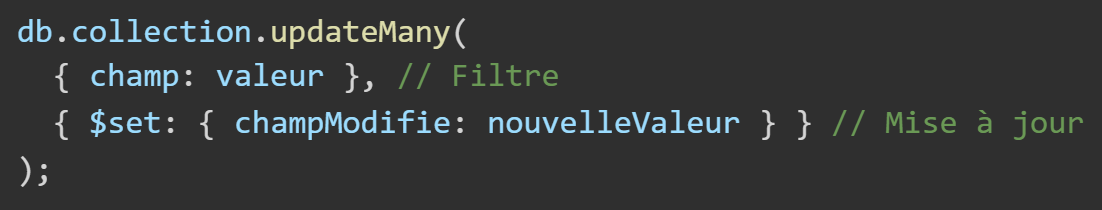 db.collection.updateMany(
  { champ: valeur }, // Filtre
  { $set: { champModifie: nouvelleValeur } } // Mise à jour
);